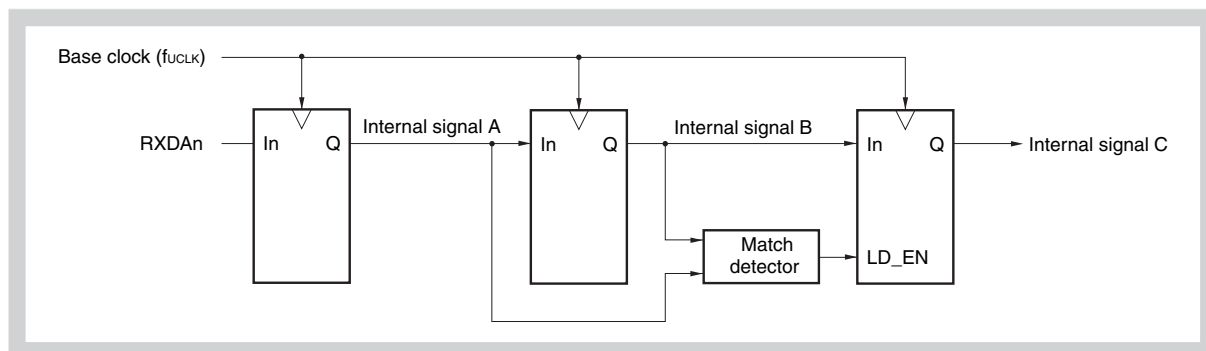 Base clock (fUCLK)
RXDAn
In
Q
Internal signal A
In
Q
Internal signal B
In
Q
Internal signal C
Match
detector
LD_EN